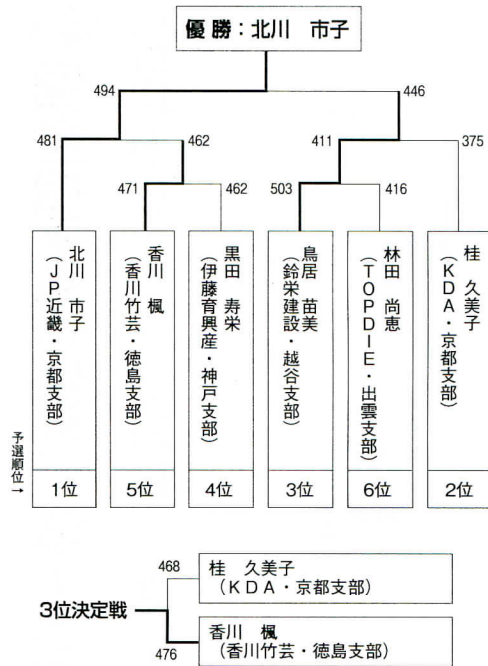 優勝：北川 市子
494
446
481
462
411
375
471
462
503
416
北川 市子
（JP近畿・京都支部）
香川 楓
（香川竹芸・徳島支部）
黒田 寿栄
（伊藤育興産・神戸支部）
鳥居 苗美
（鈴栄建設・越谷支部）
林田 尚恵
（TOPDIE・出雲支部）
桂 久美子
（KDA・京都支部）
予選順位→
1位
5位
4位
3位
6位
2位
3位決定戦
468
桂 久美子
（KDA・京都支部）
476
香川 楓
（香川竹芸・徳島支部）